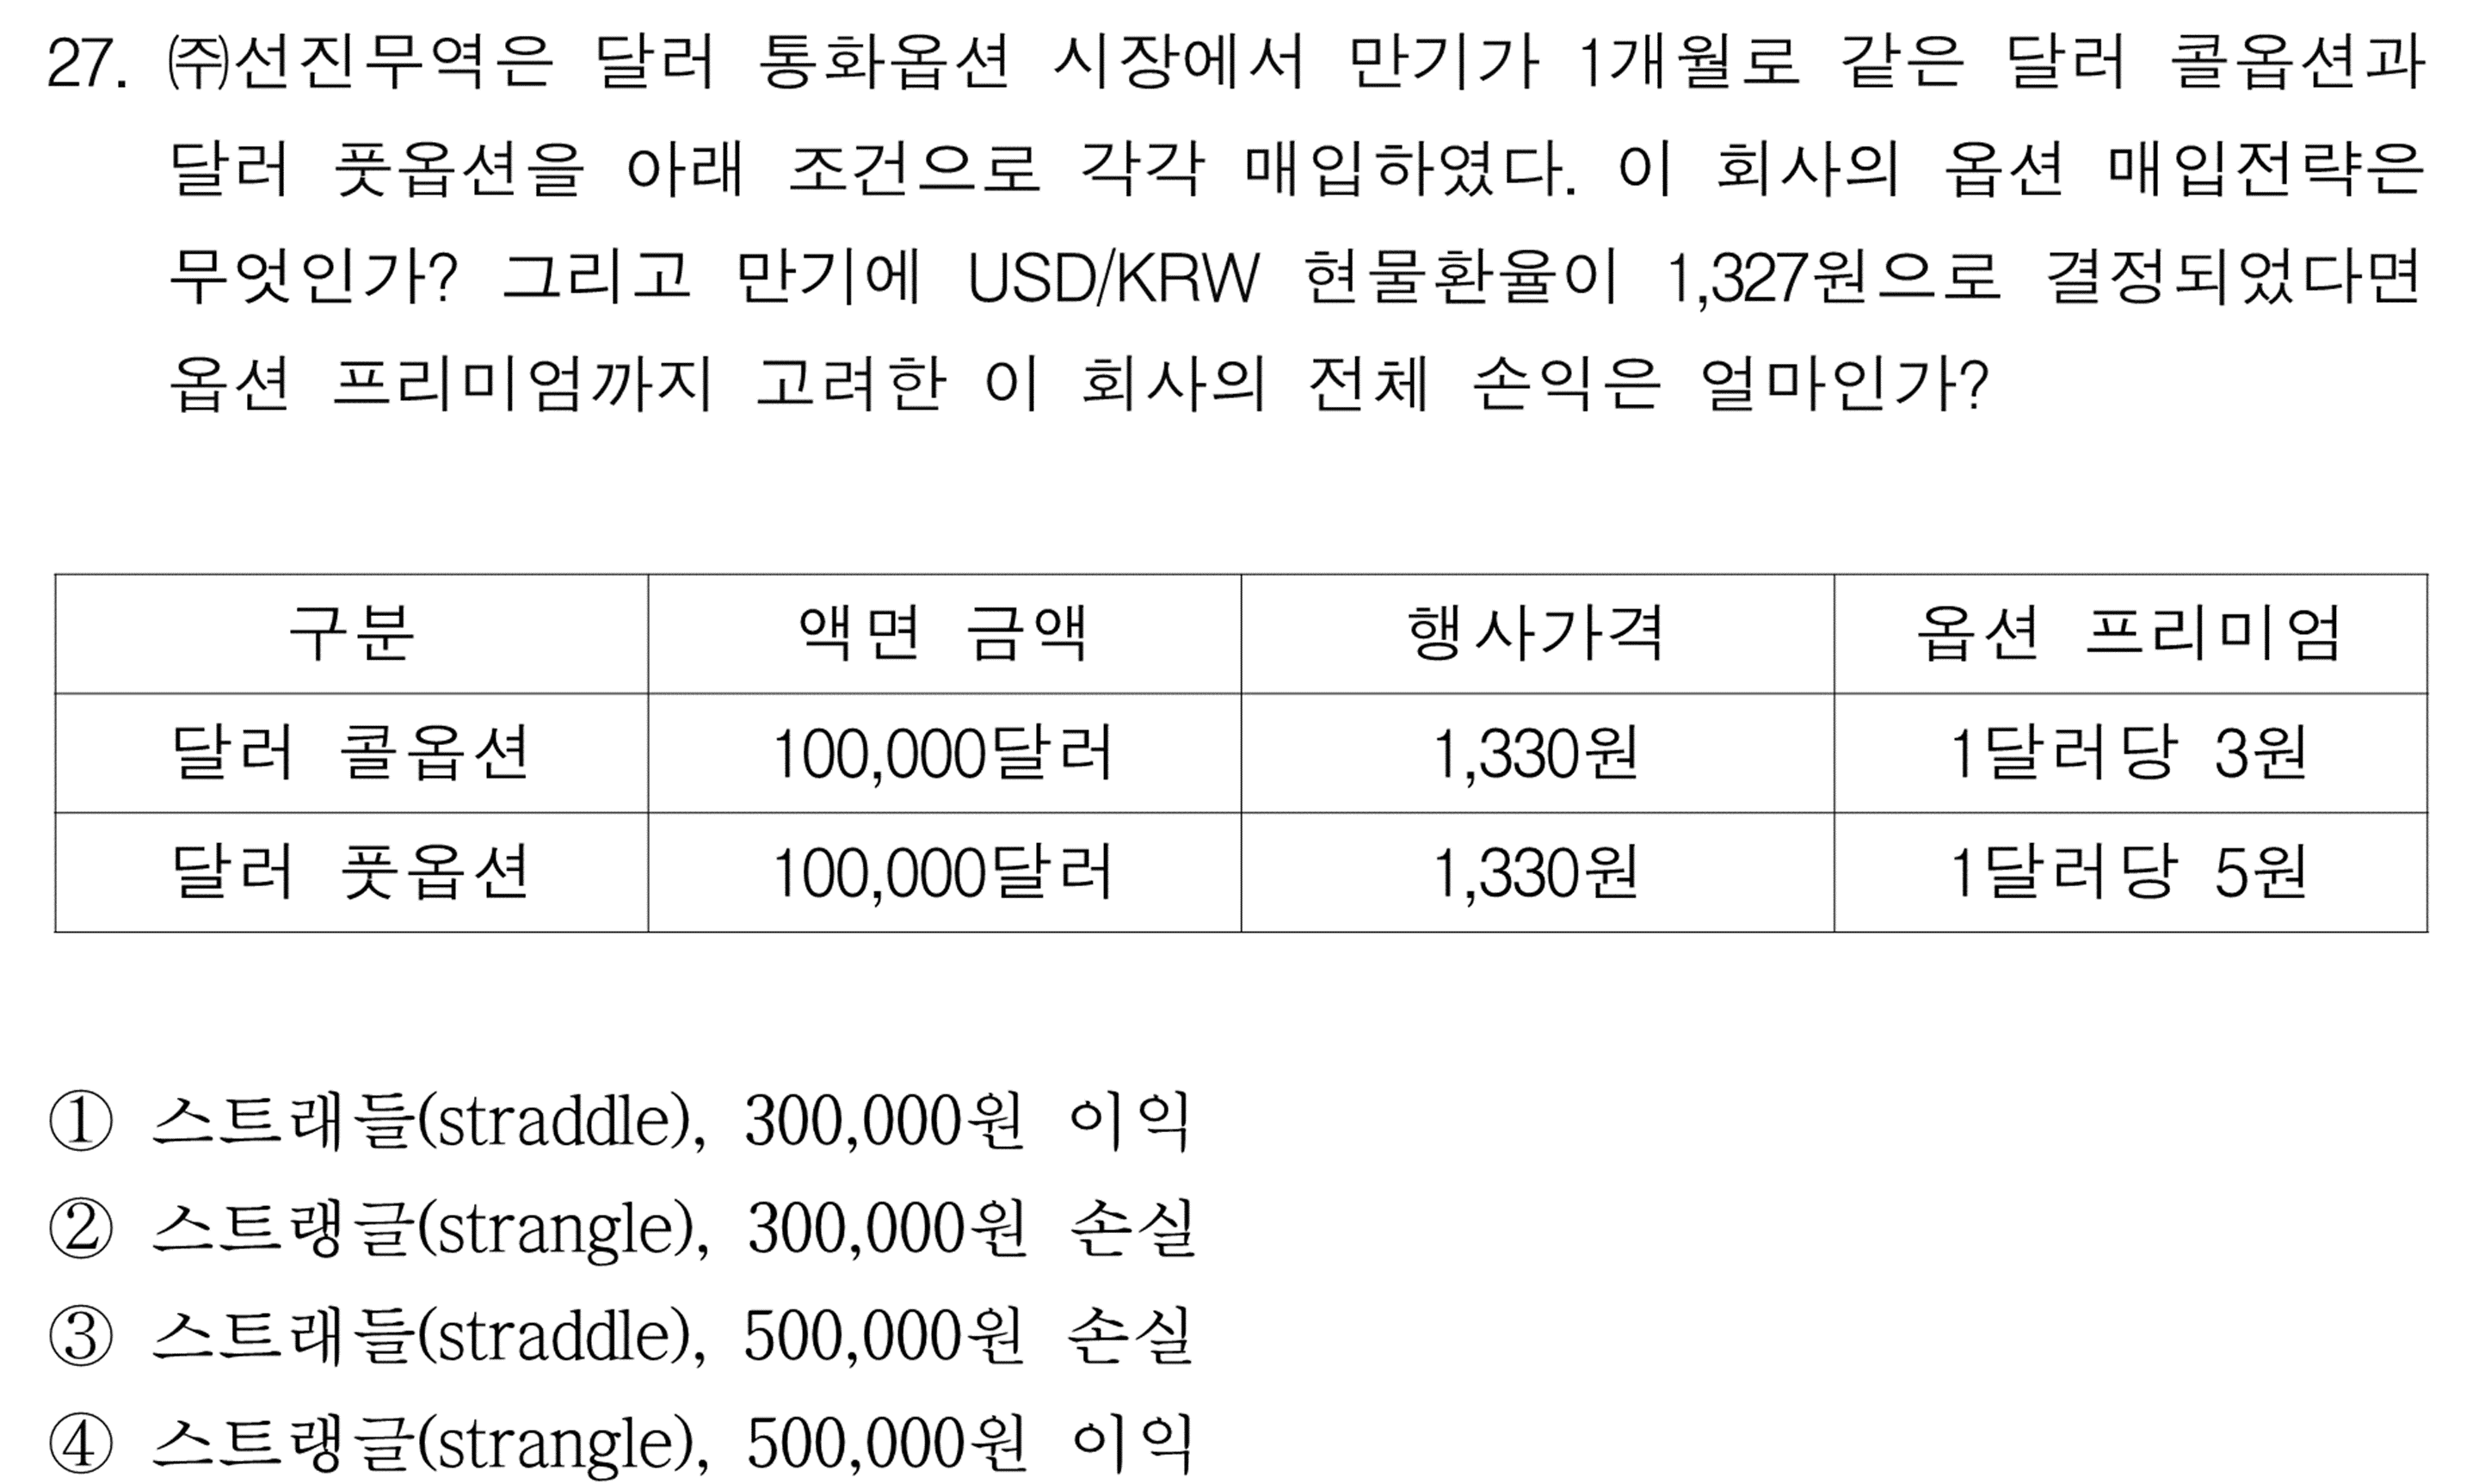 27. ㈜선진무역은 달러 통화옵션 시장에서 만기가 1개월로 같은 달러 콜옵션과
달러 풋옵션을 아래 조건으로 각각 매입하였다. 이 회사의 옵션 매입전략은
무엇인가? 그리고 만기에 USD/KRW 현물환율이 1,327원으로 결정되었다면
옵션 프리미엄까지 고려한 이 회사의 전체 손익은 얼마인가?
구분 액면 금액 행사가격 옵션 프리미엄
달러 콜옵션 100,000달러 1,330원 1달러당 3원
달러 풋옵션 100,000달러 1,330원 1달러당 5원
① 스트래들(straddle), 300,000원 이익
② 스트랭글(strangle), 300,000원 손실
③ 스트래들(straddle), 500,000원 손실
④ 스트랭글(strangle), 500,000원 이익